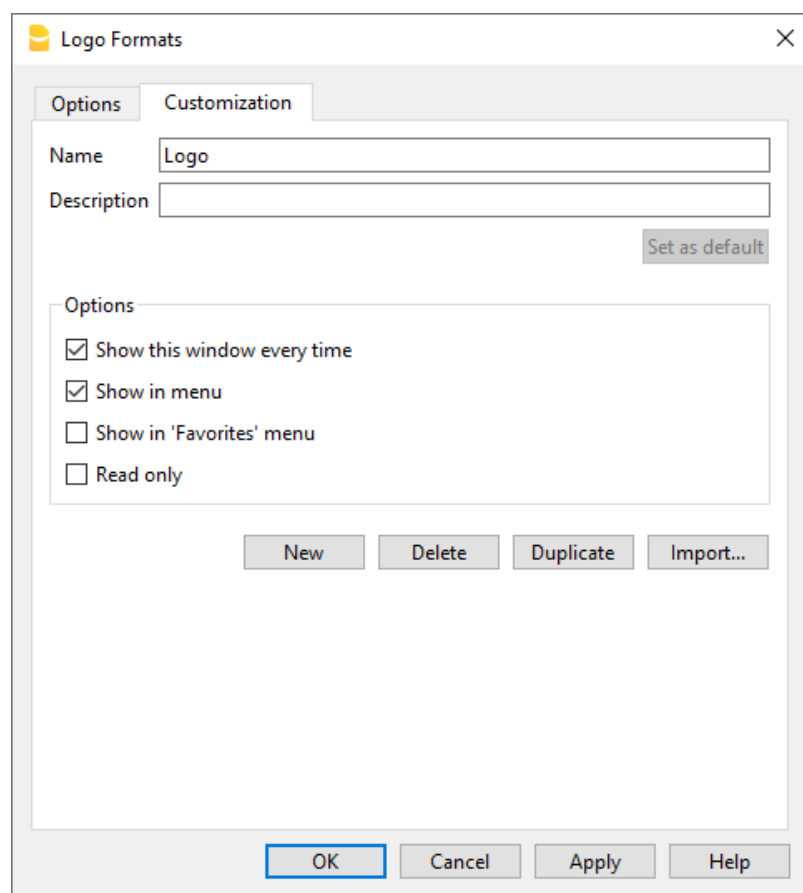 Logo Formats
Options Customization
Name Logo
Description
Set as default
Options
Show this window every time
Show in menu
Show in 'Favorites' menu
Read only
New Delete Duplicate Import...
OK Cancel Apply Help